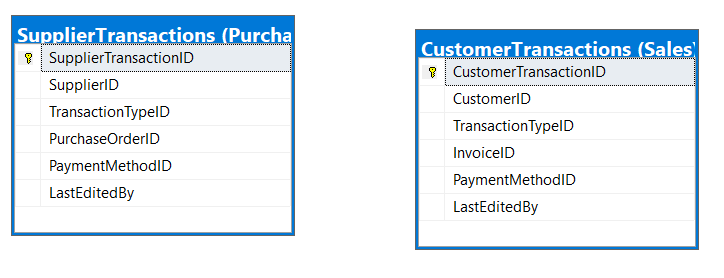 SupplierTransactions (Purcha
SupplierTransactionID
SupplierID
TransactionTypeID
PurchaseOrderID
PaymentMethodID
LastEditedBy
CustomerTransactions (Sales)
CustomerTransactionID
CustomerID
TransactionTypeID
InvoiceID
PaymentMethodID
LastEditedBy